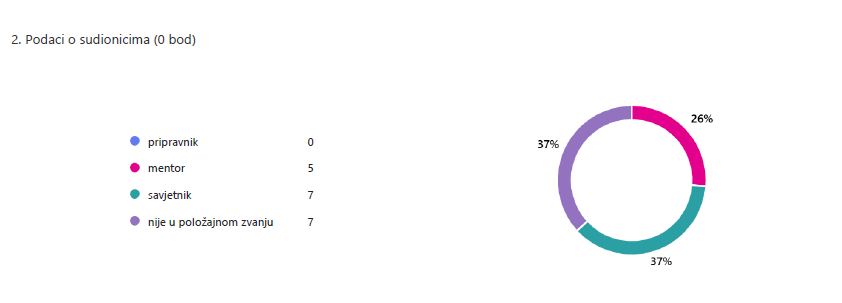 2. Podaci o sudionicima (0 bod)
pripravnik 0
mentor 5
savjetnik 7
nije u položajnom zvanju 7
26%
37%
37%